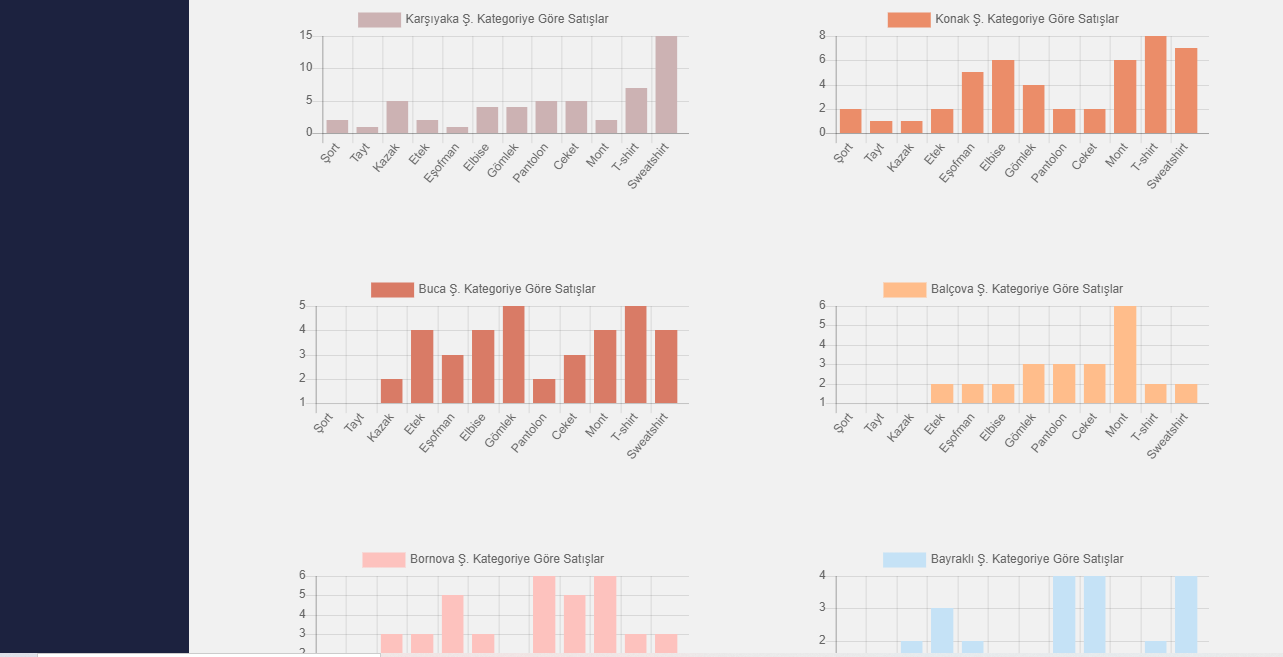 Karşıyaka Ş. Kategoriye Göre Satışlar
15
10
5
0
Şort
Tayt
Kazak
Etek
Eşofman
Elbise
Gömlek
Pantolon
Ceket
Mont
T-shirt
Sweatshirt
Konak Ş. Kategoriye Göre Satışlar
8
6
4
2
0
Şort
Tayt
Kazak
Etek
Eşofman
Elbise
Gömlek
Pantolon
Ceket
Mont
T-shirt
Sweatshirt
Buca Ş. Kategoriye Göre Satışlar
5
4
3
2
1
Şort
Tayt
Kazak
Etek
Eşofman
Elbise
Gömlek
Pantolon
Ceket
Mont
T-shirt
Sweatshirt
Balçova Ş. Kategoriye Göre Satışlar
6
5
4
3
2
1
Şort
Tayt
Kazak
Etek
Eşofman
Elbise
Gömlek
Pantolon
Ceket
Mont
T-shirt
Sweatshirt
Bornova Ş. Kategoriye Göre Satışlar
6
5
4
3
2
Bayraklı Ş. Kategoriye Göre Satışlar
4
3
2